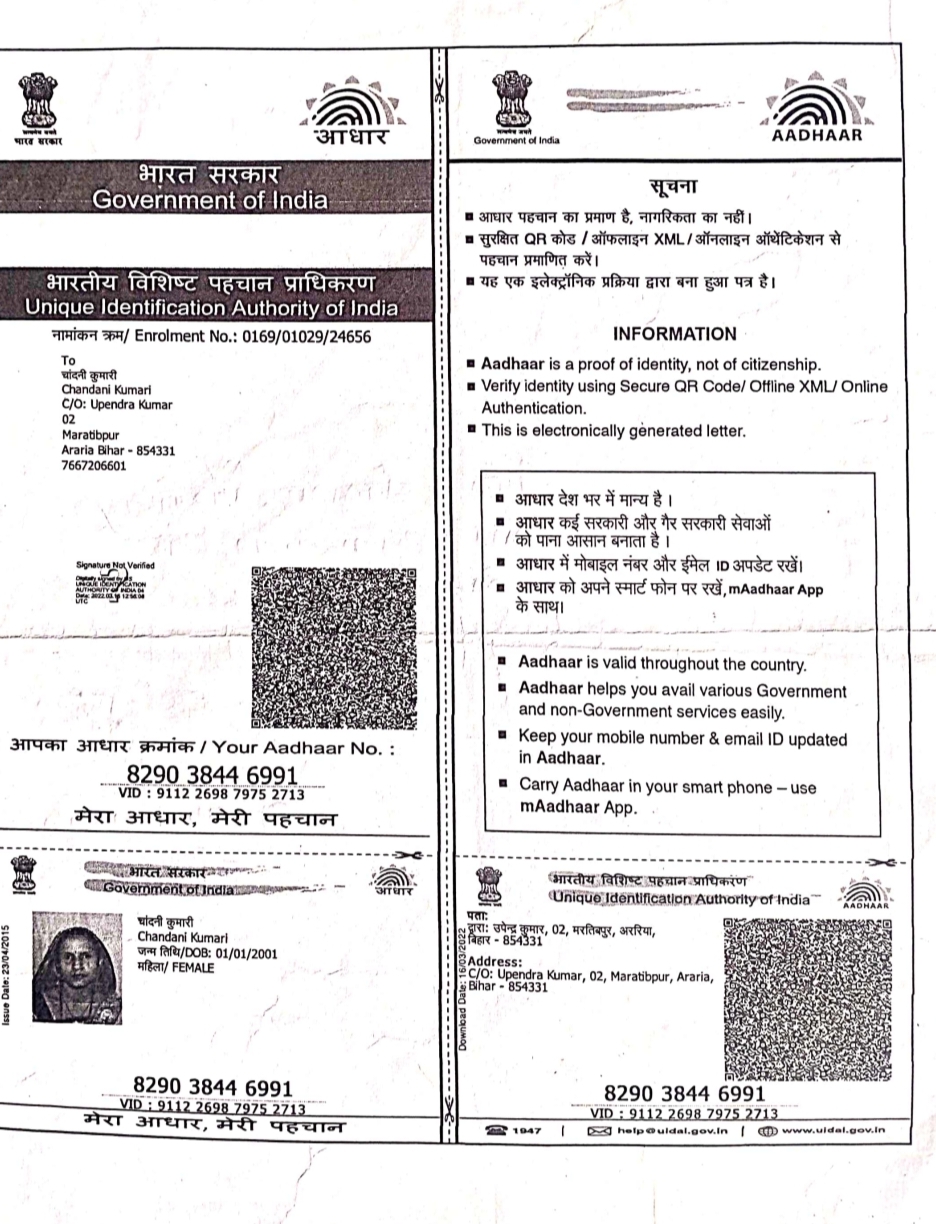 सत्यमेव जयते
भारत सरकार
आधार
भारत सरकार
Government of India
भारतीय विशिष्ट पहचान प्राधिकरण
Unique Identification Authority of India
नामांकन क्रम/ Enrolment No.: 0169/01029/24656
To
चांदनी कुमारी
Chandani Kumari
C/O: Upendra Kumar
02
Maratibpur
Araria Bihar - 854331
7667206601
Signature Not Verified
Digitally signed by DS
UNIQUE IDENTIFICATION
AUTHORITY OF INDIA 04
UTC
आपका आधार क्रमांक / Your Aadhaar No. :
8290 3844 6991
VID : 9112 2698 7975 2713
मेरा आधार, मेरी पहचान
भारत सरकार
Government of India
आधार
Issue Date: 23/04/2015
चांदनी कुमारी
Chandani Kumari
जन्म तिथि/DOB: 01/01/2001
महिला/ FEMALE
8290 3844 6991
VID : 9112 2698 7975 2713
मेरा आधार, मेरी पहचान
सत्यमेव जयते
Government of India
AADHAAR
सूचना
■ आधार पहचान का प्रमाण है, नागरिकता का नहीं।
■ सुरक्षित QR कोड / ऑफलाइन XML / ऑनलाइन ऑथेंटिकेशन से
पहचान प्रमाणित करें।
■ यह एक इलेक्ट्रॉनिक प्रक्रिया द्वारा बना हुआ पत्र है।
INFORMATION
■ Aadhaar is a proof of identity, not of citizenship.
■ Verify identity using Secure QR Code/ Offline XML/ Online
Authentication.
■ This is electronically generated letter.
■ आधार देश भर में मान्य है ।
■ आधार कई सरकारी और गैर सरकारी सेवाओं
को पाना आसान बनाता है ।
■ आधार में मोबाइल नंबर और ईमेल ID अपडेट रखें।
■ आधार को अपने स्मार्ट फोन पर रखें, mAadhaar App
के साथ।
■ Aadhaar is valid throughout the country.
■ Aadhaar helps you avail various Government
and non-Government services easily.
■ Keep your mobile number & email ID updated
in Aadhaar.
■ Carry Aadhaar in your smart phone – use
mAadhaar App.
भारतीय विशिष्ट पहचान प्राधिकरण
Unique Identification Authority of India
AADHAAR
Download Date: 16/03/2022
पता:
द्वारा: उपेन्द्र कुमार, 02, मरतिबपुर, अररिया,
बिहार - 854331
Address:
C/O: Upendra Kumar, 02, Maratibpur, Araria,
Bihar - 854331
8290 3844 6991
VID : 9112 2698 7975 2713
1947 | help@uidai.gov.in | www.uidai.gov.in